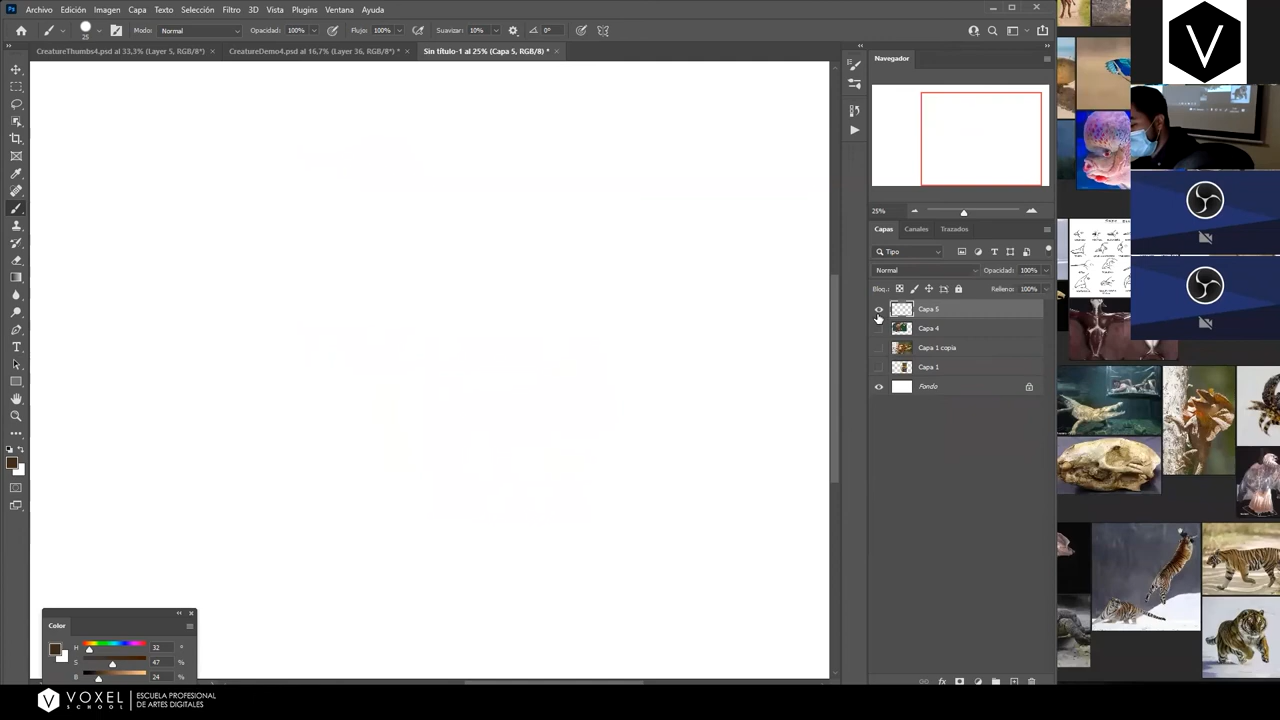 Archivo Edición Imagen Capa Texto Selección Filtro 3D Vista Plugins Ventana Ayuda
Modo: Normal Opacidad: 100% Flujo: 100% Suavizar: 10% 0°
25
CreatureThumbs4.psd al 33,3% (Layer 5, RGB/8*) × CreatureDemo4.psd al 16,7% (Layer 36, RGB/8*) * × Sin título-1 al 25% (Capa 5, RGB/8) * ×
Navegador
25%
Capas Canales Trazados
Tipo
Normal Opacidad: 100%
Bloq.: Relleno: 100%
Capa 5
Capa 4
Capa 1 copia
Capa 1
Fondo
Color
H 32 °
S 47 %
B 24 %
V
VOXEL
SCHOOL
ESCUELA PROFESIONAL
DE ARTES DIGITALES